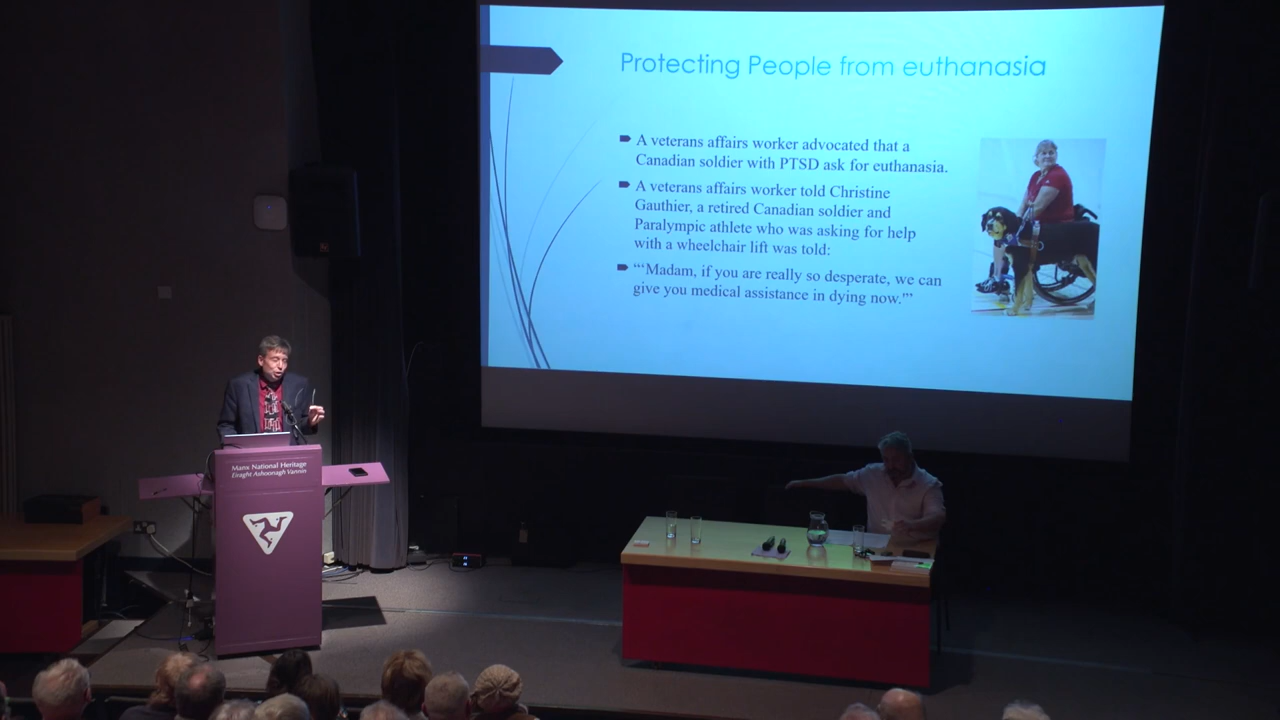 Protecting People from euthanasia
A veterans affairs worker advocated that a
Canadian soldier with PTSD ask for euthanasia.
A veterans affairs worker told Christine
Gauthier, a retired Canadian soldier and
Paralympic athlete who was asking for help
with a wheelchair lift was told:
“‘Madam, if you are really so desperate, we can
give you medical assistance in dying now.”’
Manx National Heritage
Eiraght Ashoonagh Vannin